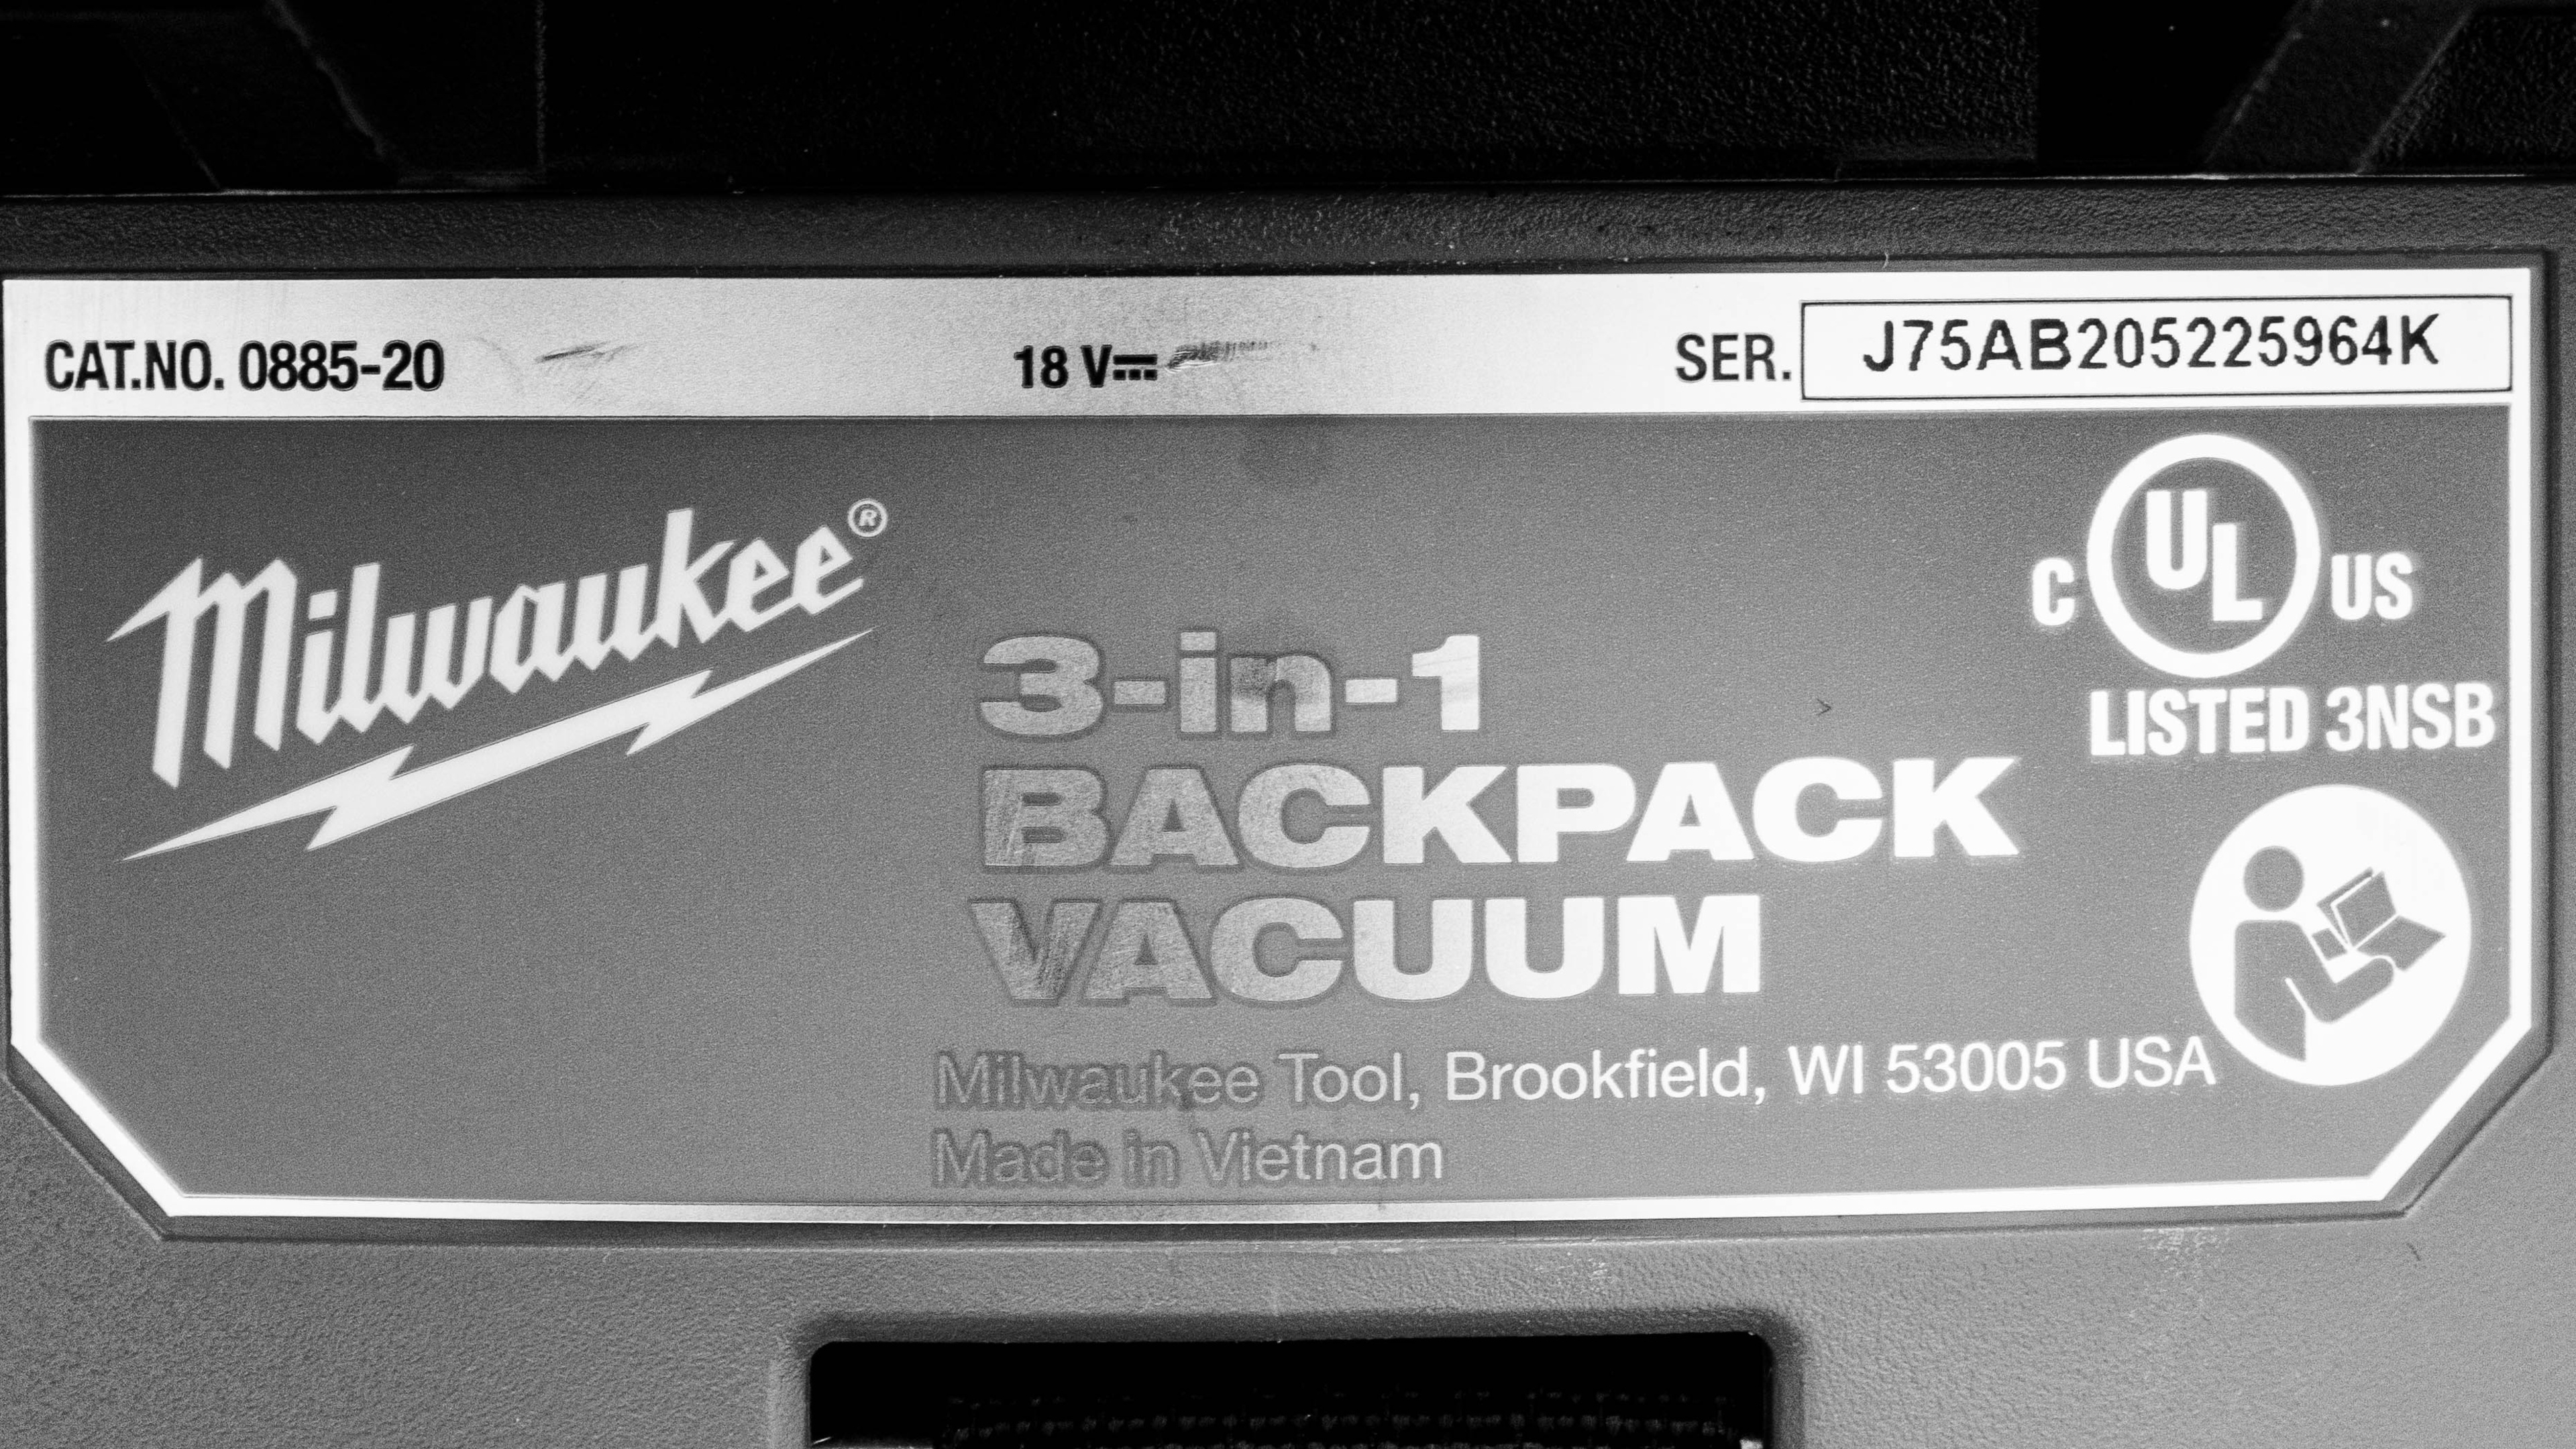 CAT.NO. 0885-20 18 V⎓ SER. J75AB205225964K
Milwaukee®
C UL US
LISTED 3NSB
3-in-1
BACKPACK
VACUUM
Milwaukee Tool, Brookfield, WI 53005 USA
Made in Vietnam